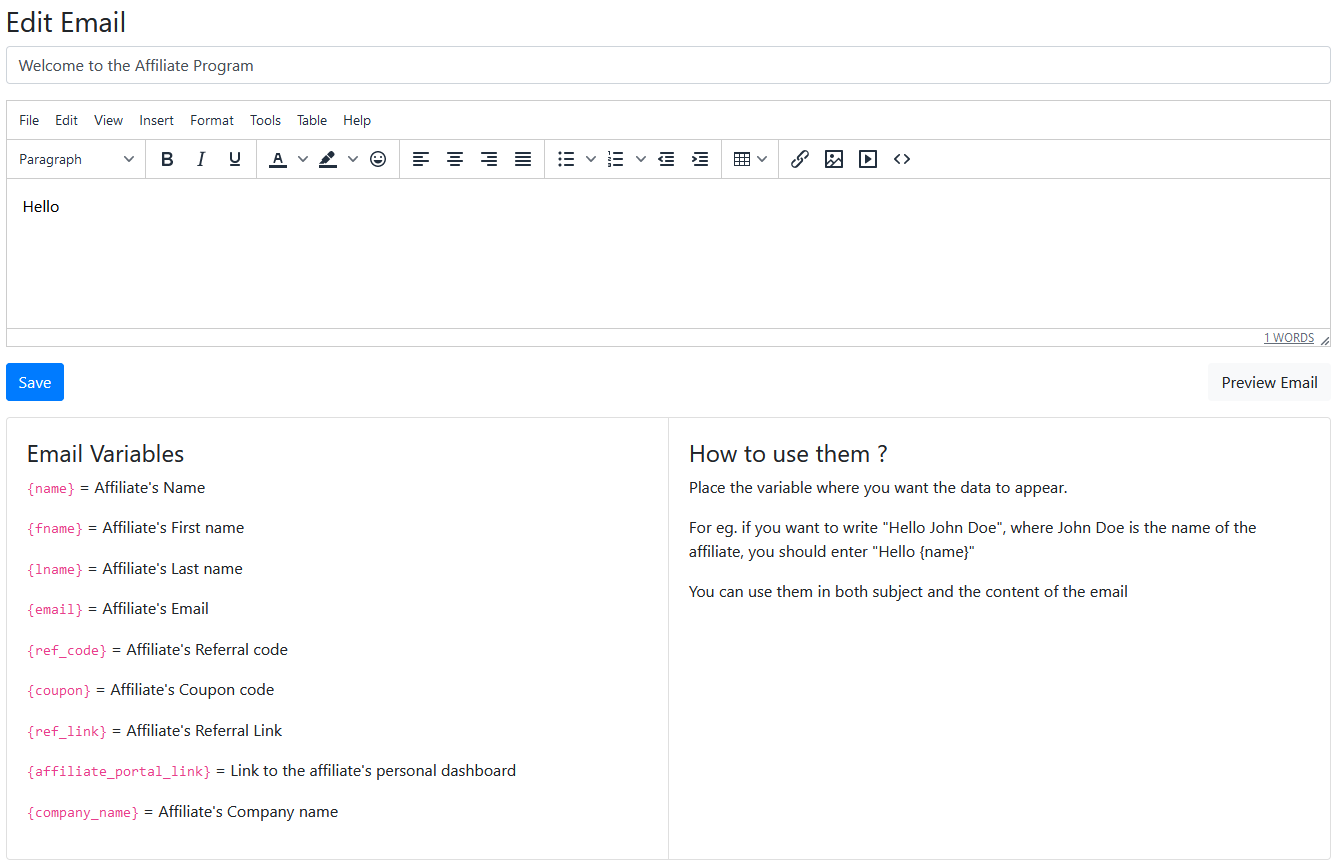 Edit Email
Welcome to the Affiliate Program
File Edit View Insert Format Tools Table Help
Paragraph B I U A
Hello
1 WORDS
Save Preview Email
Email Variables
{name} = Affiliate's Name
{fname} = Affiliate's First name
{lname} = Affiliate's Last name
{email} = Affiliate's Email
{ref_code} = Affiliate's Referral code
{coupon} = Affiliate's Coupon code
{ref_link} = Affiliate's Referral Link
{affiliate_portal_link} = Link to the affiliate's personal dashboard
{company_name} = Affiliate's Company name
How to use them ?
Place the variable where you want the data to appear.
For eg. if you want to write "Hello John Doe", where John Doe is the name of the
affiliate, you should enter "Hello {name}"
You can use them in both subject and the content of the email